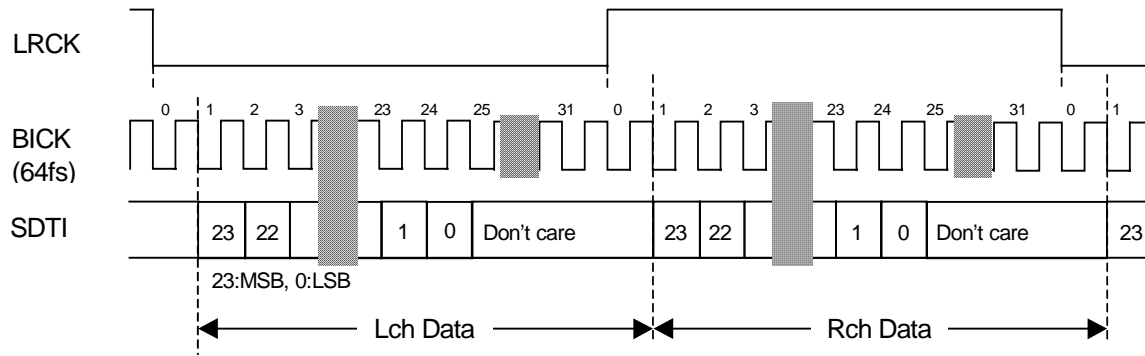 LRCK
0 1 2 3 23 24 25 31 0 1 2 3 23 24 25 31 0 1
BICK
(64fs)
SDTI
23 22 1 0 Don't care 23 22 1 0 Don't care 23
23:MSB, 0:LSB
Lch Data Rch Data